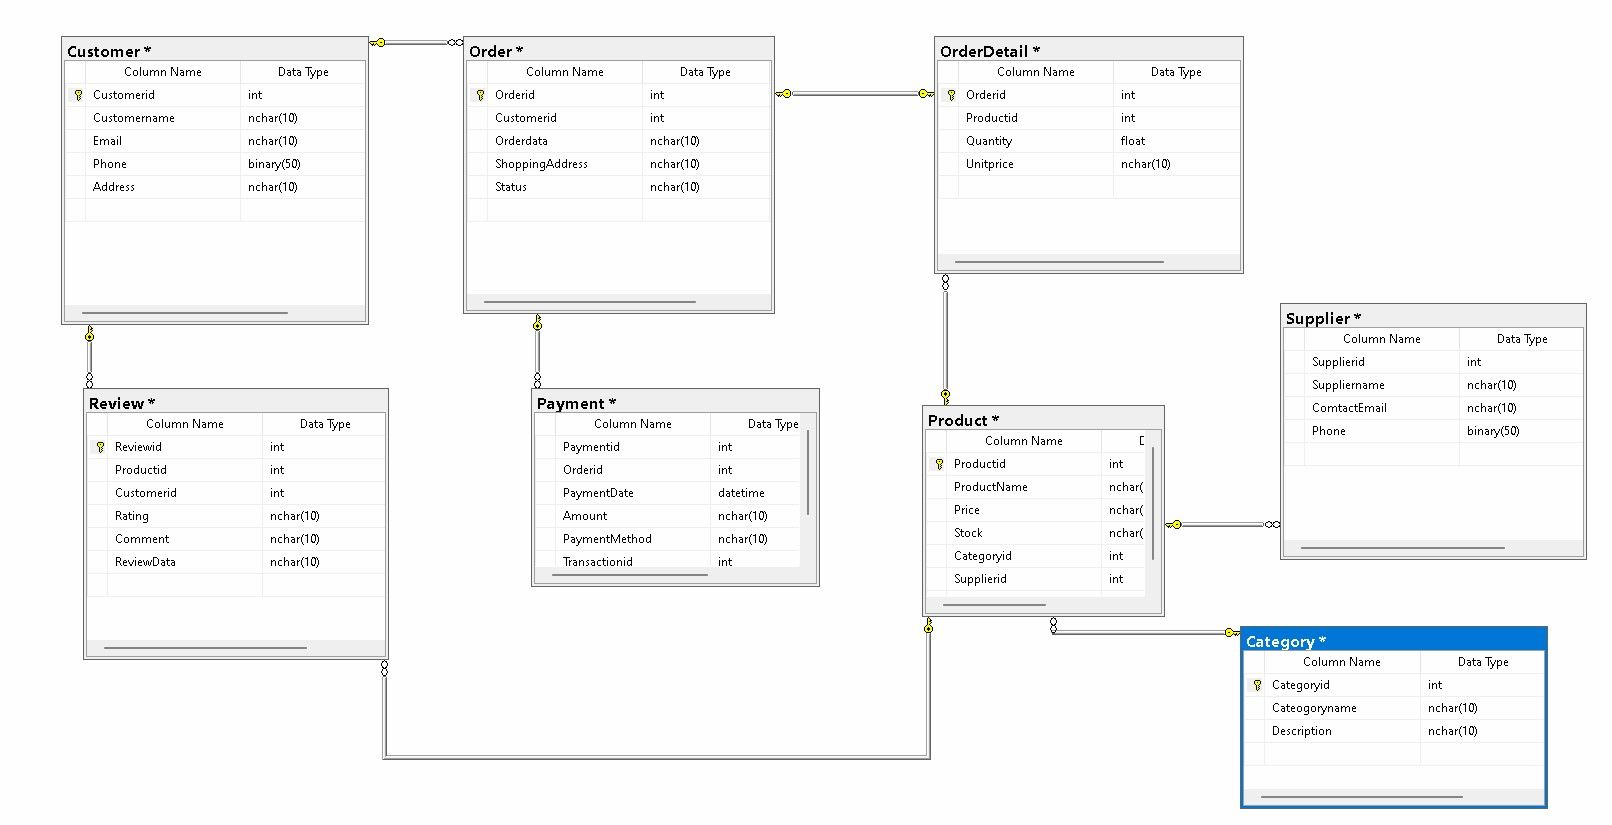 Customer *
Column Name Data Type
Customerid int
Customername nchar(10)
Email nchar(10)
Phone binary(50)
Address nchar(10)
Order *
Column Name Data Type
Orderid int
Customerid int
Orderdata nchar(10)
ShoppingAddress nchar(10)
Status nchar(10)
OrderDetail *
Column Name Data Type
Orderid int
Productid int
Quantity float
Unitprice nchar(10)
Supplier *
Column Name Data Type
Supplierid int
Suppliername nchar(10)
ComtactEmail nchar(10)
Phone binary(50)
Review *
Column Name Data Type
Reviewid int
Productid int
Customerid int
Rating nchar(10)
Comment nchar(10)
ReviewData nchar(10)
Payment *
Column Name Data Type
Paymentid int
Orderid int
PaymentDate datetime
Amount nchar(10)
PaymentMethod nchar(10)
Transactionid int
Product *
Column Name D
Productid int
ProductName nchar(
Price nchar(
Stock nchar(
Categoryid int
Supplierid int
Category *
Column Name Data Type
Categoryid int
Cateogoryname nchar(10)
Description nchar(10)